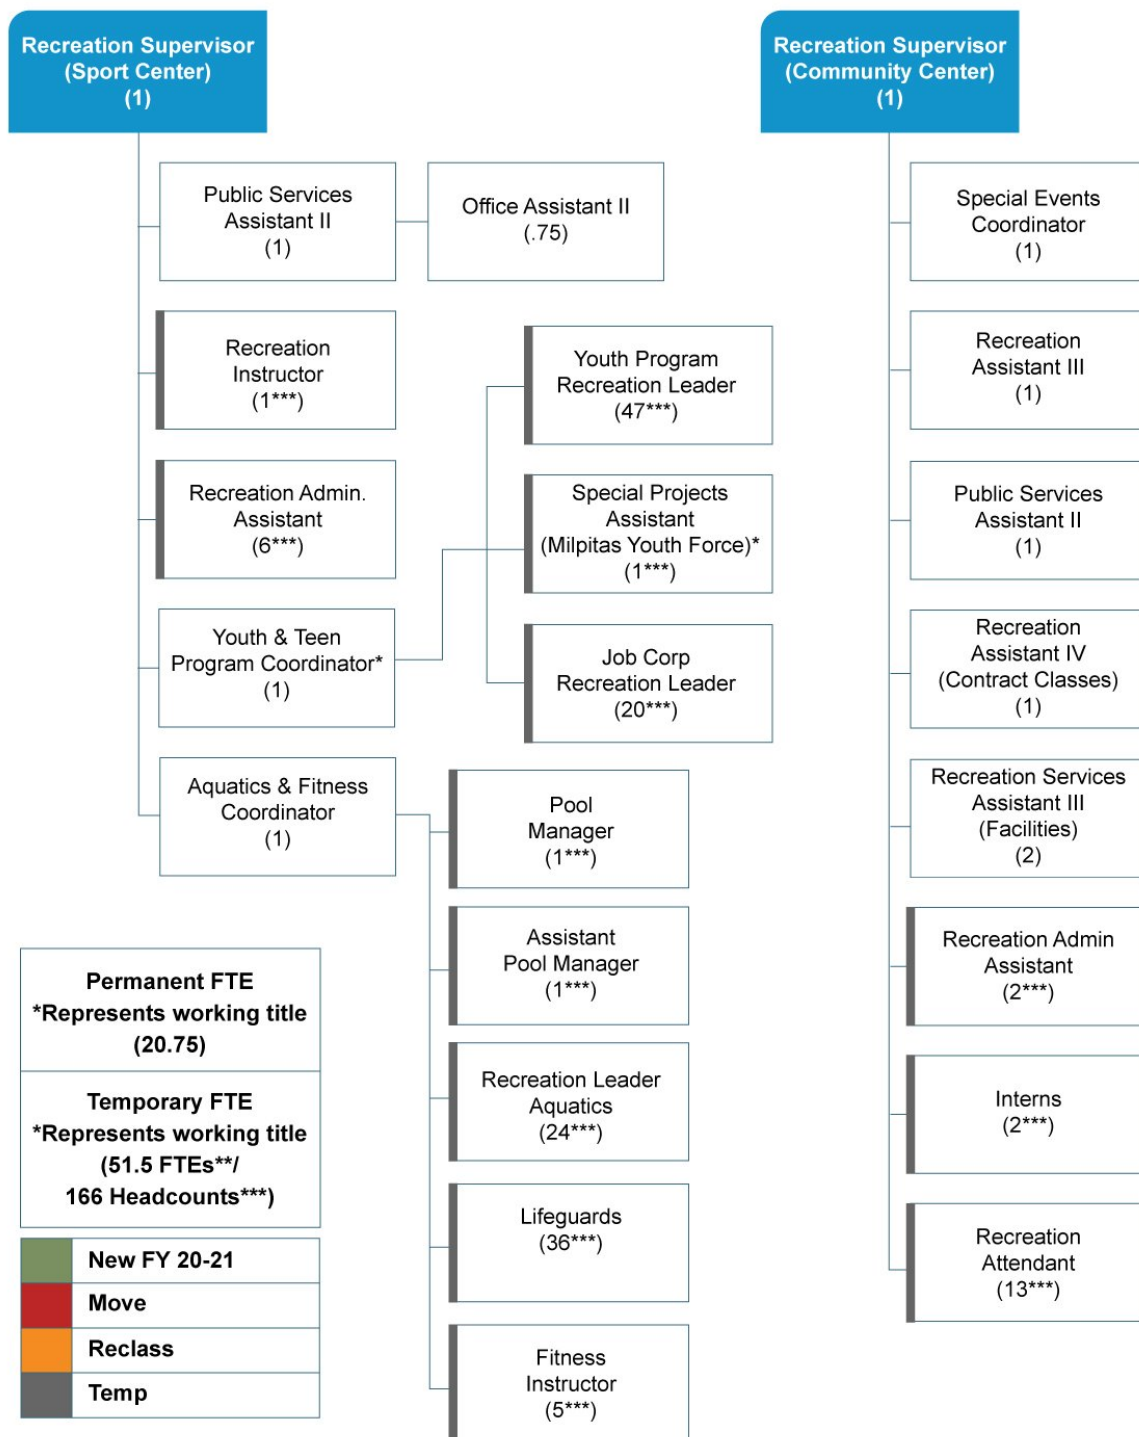 Recreation Supervisor
(Sport Center)
(1)
Public Services
Assistant II
(1)
Office Assistant II
(.75)
Recreation
Instructor
(1***)
Recreation Admin.
Assistant
(6***)
Youth & Teen
Program Coordinator*
(1)
Youth Program
Recreation Leader
(47***)
Special Projects
Assistant
(Milpitas Youth Force)*
(1***)
Job Corp
Recreation Leader
(20***)
Aquatics & Fitness
Coordinator
(1)
Pool
Manager
(1***)
Assistant
Pool Manager
(1***)
Recreation Leader
Aquatics
(24***)
Lifeguards
(36***)
Fitness
Instructor
(5***)
Recreation Supervisor
(Community Center)
(1)
Special Events
Coordinator
(1)
Recreation
Assistant III
(1)
Public Services
Assistant II
(1)
Recreation
Assistant IV
(Contract Classes)
(1)
Recreation Services
Assistant III
(Facilities)
(2)
Recreation Admin
Assistant
(2***)
Interns
(2***)
Recreation
Attendant
(13***)
Permanent FTE
*Represents working title
(20.75)
Temporary FTE
*Represents working title
(51.5 FTEs**/
166 Headcounts***)
New FY 20-21
Move
Reclass
Temp